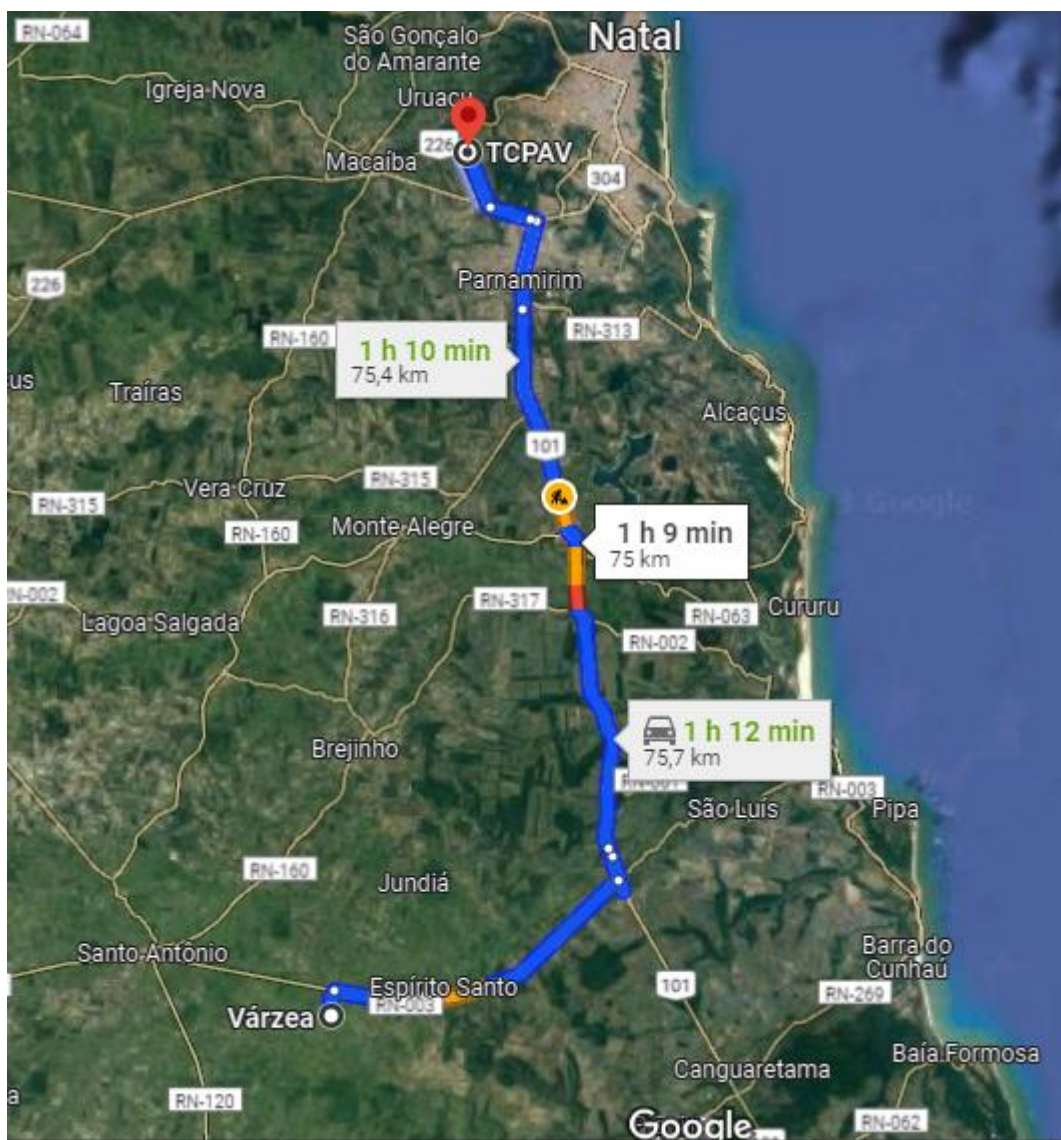 RN-064
São Gonçalo
do Amarante
Natal
Igreja Nova
Uruaçu
226
TCPAV
Macaíba
304
226
Parnamirim
RN-160
RN-313
1 h 10 min
75,4 km
Traíras
Alcaçus
101
Vera Cruz
RN-315
RN-315
Google
Monte Alegre
RN-160
1 h 9 min
75 km
RN-317
RN-063
Cururu
Lagoa Salgada
RN-316
RN-002
1 h 12 min
75,7 km
Brejinho
RN-003
São Luís
Pipa
RN-160
Jundiá
Santo Antônio
Barra do
Cunhaú
Espírito Santo
101
RN-269
Várzea
RN-003
Baía Formosa
Canguaretama
RN-120
Google
RN-062